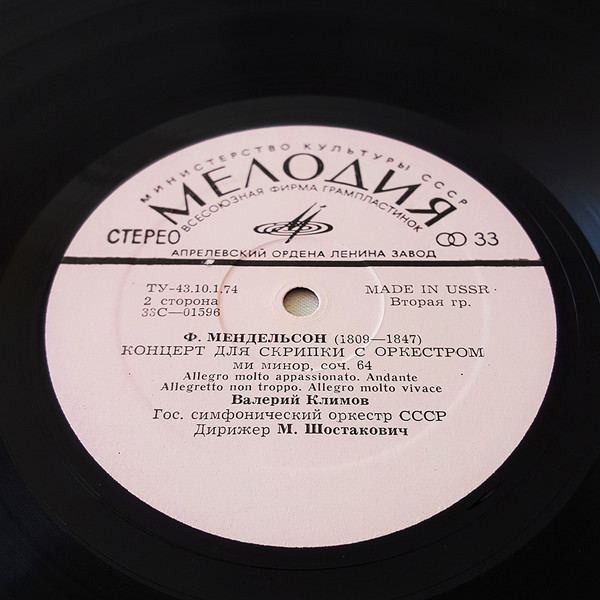 МИНИСТЕРСТВО КУЛЬТУРЫ СССР
МЕЛОДИЯ
ВСЕСОЮЗНАЯ ФИРМА ГРАМПЛАСТИНОК
СТЕРЕО
33
АПРЕЛЕВСКИЙ ОРДЕНА ЛЕНИНА ЗАВОД
ТУ-43.10.1.74
MADE IN USSR
2 сторона
Вторая гр.
33С—01596
Ф. МЕНДЕЛЬСОН (1809—1847)
КОНЦЕРТ ДЛЯ СКРИПКИ С ОРКЕСТРОМ
МИ МИНОР, СОЧ. 64
Allegro molto appassionato. Andante
Allegretto non troppo. Allegro molto vivace
Валерий Климов
Гос. симфонический оркестр СССР
Дирижер М. Шостакович